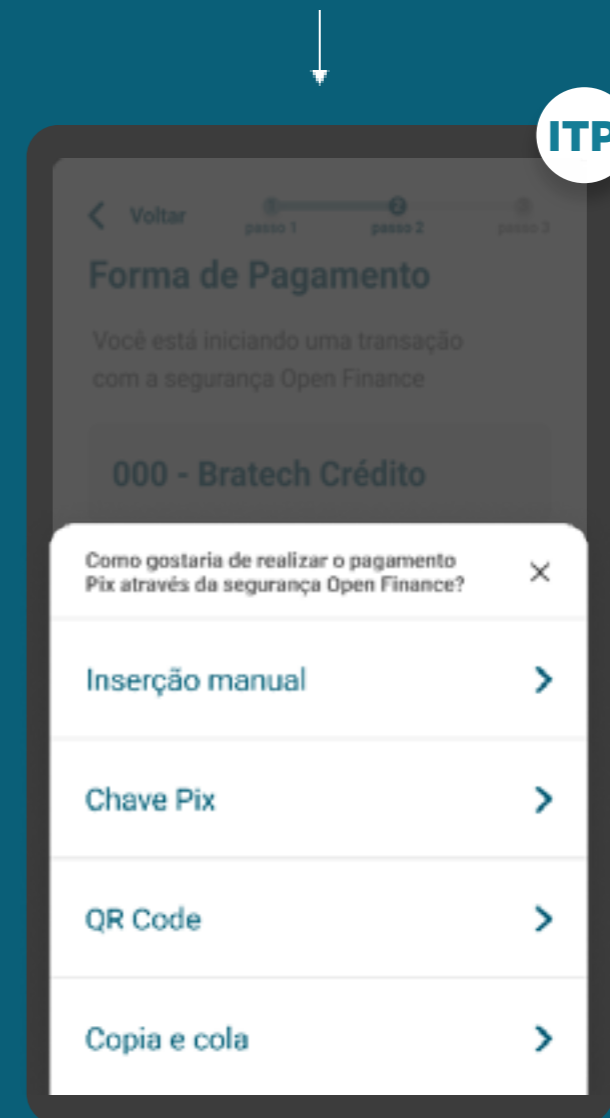 ITP
Voltar
passo 1
2
passo 2
passo 3
Forma de Pagamento
Você está iniciando uma transação
com a segurança Open Finance
000 - Bratech Crédito
Como gostaria de realizar o pagamento
Pix através da segurança Open Finance?
Inserção manual
Chave Pix
QR Code
Copia e cola